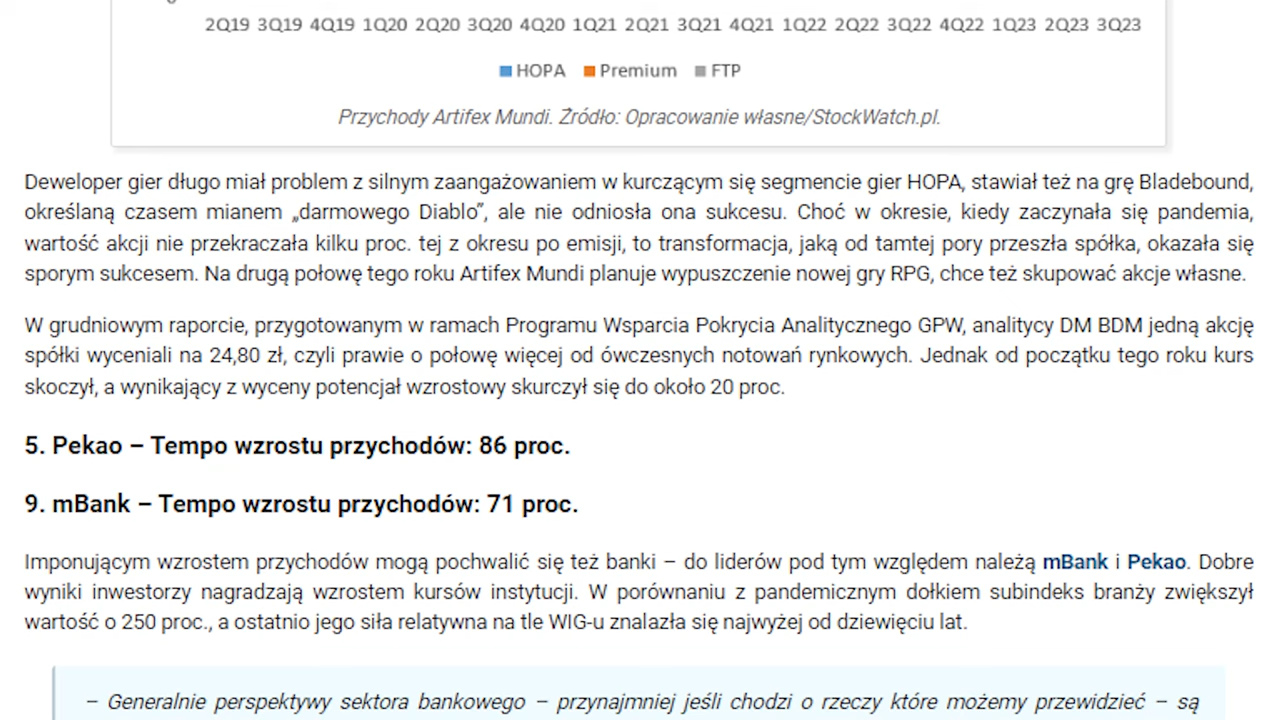 2Q19 3Q19 4Q19 1Q20 2Q20 3Q20 4Q20 1Q21 2Q21 3Q21 4Q21 1Q22 2Q22 3Q22 4Q22 1Q23 2Q23 3Q23
HOPA Premium FTP
Przychody Artifex Mundi. Źródło: Opracowanie własne/StockWatch.pl.
Deweloper gier długo miał problem z silnym zaangażowaniem w kurczącym się segmencie gier HOPA, stawiał też na grę Bladebound,
określaną czasem mianem „darmowego Diablo”, ale nie odniosła ona sukcesu. Choć w okresie, kiedy zaczynała się pandemia,
wartość akcji nie przekraczała kilku proc. tej z okresu po emisji, to transformacja, jaką od tamtej pory przeszła spółka, okazała się
sporym sukcesem. Na drugą połowę tego roku Artifex Mundi planuje wypuszczenie nowej gry RPG, chce też skupować akcje własne.
W grudniowym raporcie, przygotowanym w ramach Programu Wsparcia Pokrycia Analitycznego GPW, analitycy DM BDM jedną akcję
spółki wyceniali na 24,80 zł, czyli prawie o połowę więcej od ówczesnych notowań rynkowych. Jednak od początku tego roku kurs
skoczył, a wynikający z wyceny potencjał wzrostowy skurczył się do około 20 proc.
5. Pekao – Tempo wzrostu przychodów: 86 proc.
9. mBank – Tempo wzrostu przychodów: 71 proc.
Imponującym wzrostem przychodów mogą pochwalić się też banki – do liderów pod tym względem należą mBank i Pekao. Dobre
wyniki inwestorzy nagradzają wzrostem kursów instytucji. W porównaniu z pandemicznym dołkiem subindeks branży zwiększył
wartość o 250 proc., a ostatnio jego siła relatywna na tle WIG-u znalazła się najwyżej od dziewięciu lat.
– Generalnie perspektywy sektora bankowego – przynajmniej jeśli chodzi o rzeczy które możemy przewidzieć – są